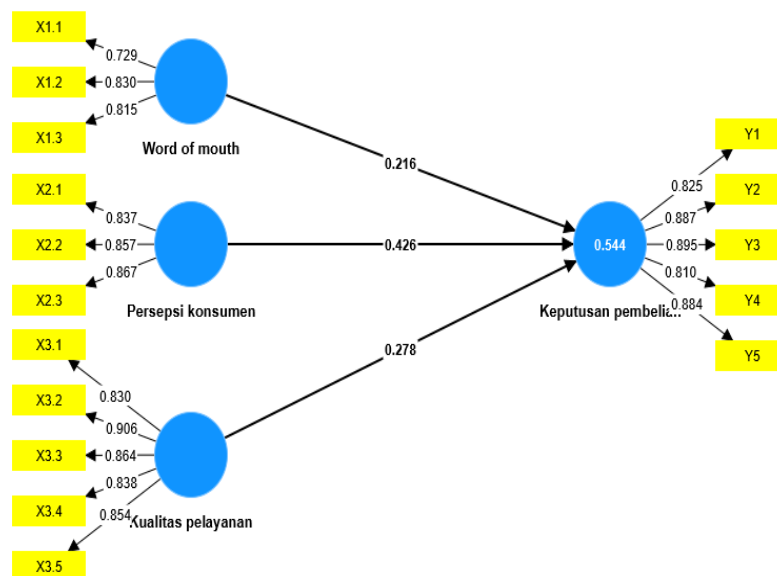 X1.1
0.729
X1.2
0.830
0.815
X1.3
Word of mouth
0.216
X2.1
0.837
X2.2
0.857
0.867
X2.3
Persepsi konsumen
0.426
X3.1
0.830
X3.2
0.906
X3.3
0.864
0.838
X3.4
0.854
Kualitas pelayanan
X3.5
0.278
0.544
Keputusan pembelia...
Y1
0.825
Y2
0.887
0.895
Y3
0.810
Y4
0.884
Y5